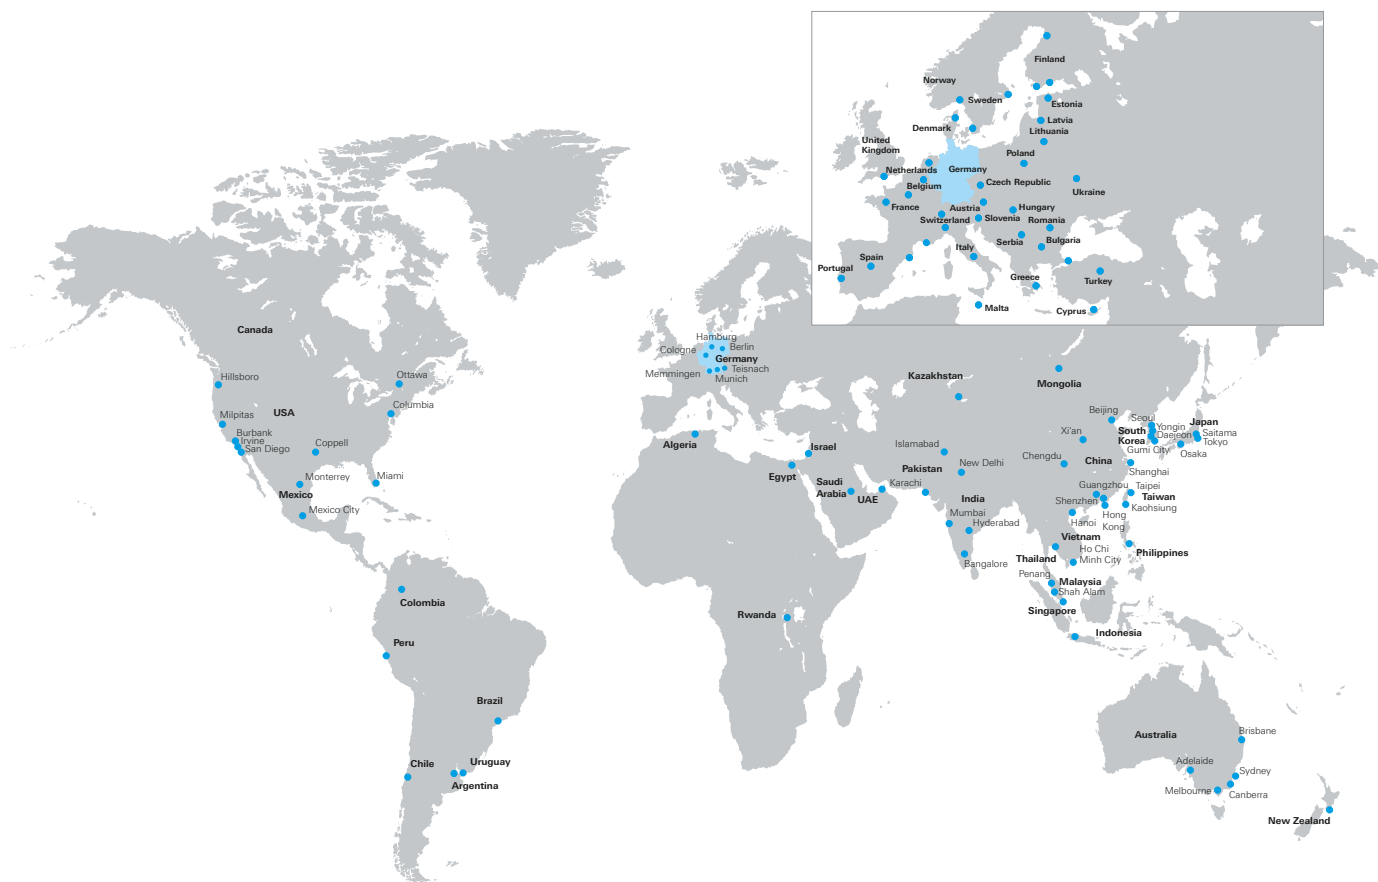 Finland
Norway
Sweden
Estonia
Latvia
Denmark
Lithuania
United
Kingdom
Poland
Netherlands
Germany
Czech Republic
Belgium
Ukraine
France
Austria
Hungary
Switzerland
Slovenia
Romania
Serbia
Bulgaria
Italy
Spain
Portugal
Greece
Turkey
Malta
Cyprus
Canada
Hillsboro
Ottawa
Columbia
Milpitas
USA
Burbank
Irvine
San Diego
Coppell
Monterrey
Miami
Mexico
Mexico City
Colombia
Peru
Brazil
Chile
Uruguay
Argentina
Hamburg
Cologne
Berlin
Germany
Memmingen
Teisnach
Munich
Algeria
Israel
Egypt
Saudi
Arabia
UAE
Rwanda
Kazakhstan
Mongolia
Islamabad
Pakistan
New Delhi
Karachi
India
Mumbai
Hyderabad
Bangalore
Beijing
Seoul
Yongin
Japan
Xi'an
South
Korea
Daejeon
Saitama
Tokyo
Gumi City
Osaka
Chengdu
China
Shanghai
Guangzhou
Taipei
Shenzhen
Taiwan
Kaohsiung
Hong
Kong
Hanoi
Vietnam
Thailand
Ho Chi
Minh City
Philippines
Penang
Malaysia
Shah Alam
Singapore
Indonesia
Australia
Brisbane
Adelaide
Sydney
Melbourne
Canberra
New Zealand